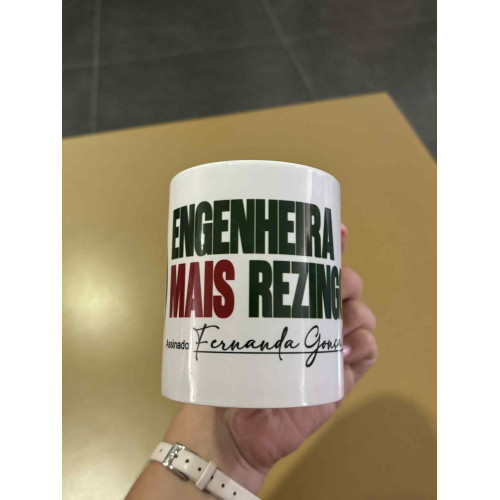 ENGENHEIRA
MAIS REZING
Assinado: Fernanda